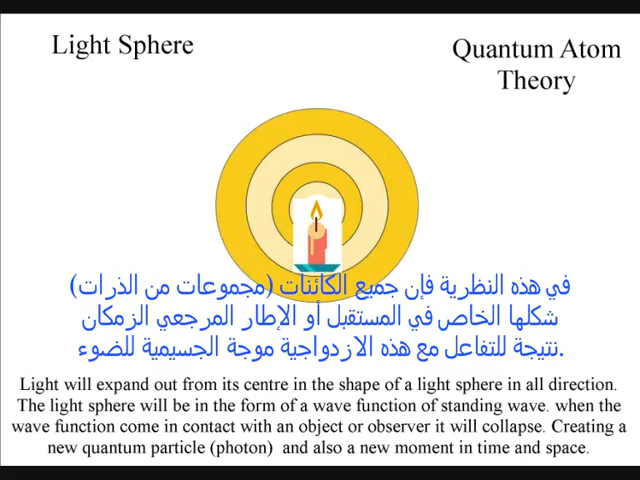 Light Sphere
Quantum Atom
Theory
في هذه النظرية فإن جميع الكائنات (مجموعات من الذرات)
شكلها الخاص في المستقبل أو الإطار المرجعي الزمكان
نتيجة للتفاعل مع هذه الازدواجية موجة الجسيمية للضوء.
Light will expand out from its centre in the shape of a light sphere in all direction.
The light sphere will be in the form of a wave function of standing wave. when the
wave function come in contact with an object or observer it will collapse. Creating a
new quantum particle (photon) and also a new moment in time and space.